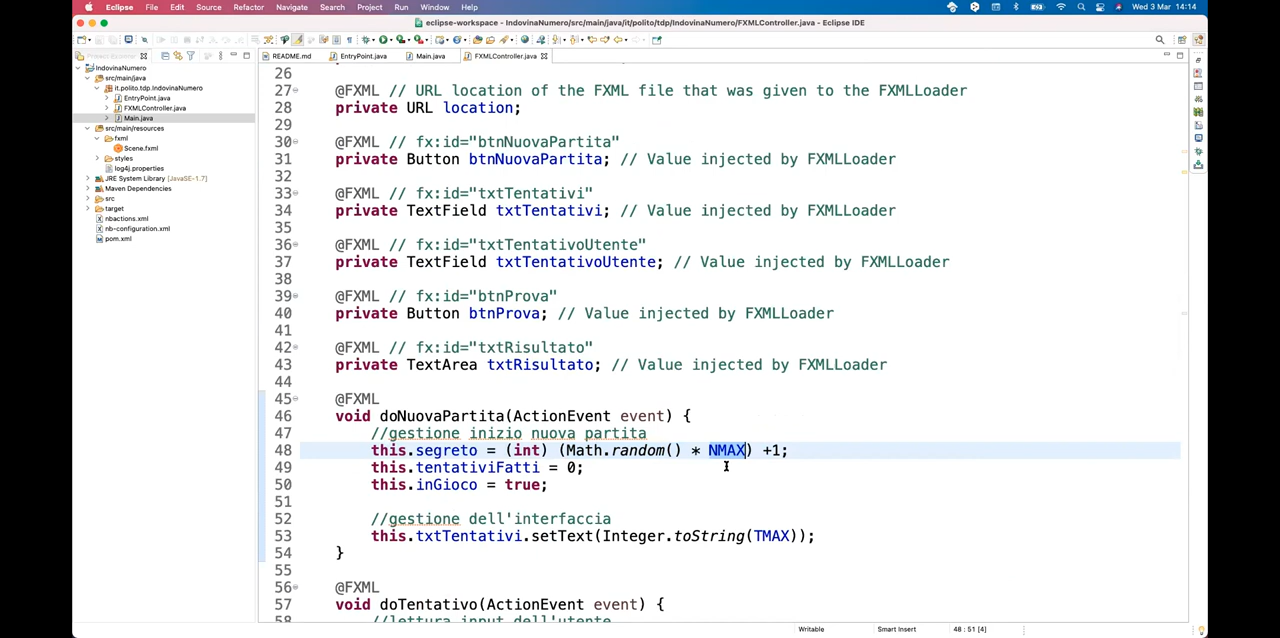 Eclipse File Edit Source Refactor Navigate Search Project Run Window Help Wed 3 Mar 14:14
eclipse-workspace - IndovinaNumero/src/main/java/it/polito/tdp/IndovinaNumero/FXMLController.java - Eclipse IDE
Project Explorer README.md EntryPoint.java Main.java FXMLController.java
IndovinaNumero
src/main/java
it.polito.tdp.IndovinaNumero
EntryPoint.java
FXMLController.java
Main.java
src/main/resources
fxml
Scene.fxml
styles
log4j.properties
JRE System Library [JavaSE-1.7]
Maven Dependencies
src
target
nbactions.xml
nb-configuration.xml
pom.xml
26
27 @FXML // URL location of the FXML file that was given to the FXMLLoader
28 private URL location;
29
30 @FXML // fx:id="btnNuovaPartita"
31 private Button btnNuovaPartita; // Value injected by FXMLLoader
32
33 @FXML // fx:id="txtTentativi"
34 private TextField txtTentativi; // Value injected by FXMLLoader
35
36 @FXML // fx:id="txtTentativoUtente"
37 private TextField txtTentativoUtente; // Value injected by FXMLLoader
38
39 @FXML // fx:id="btnProva"
40 private Button btnProva; // Value injected by FXMLLoader
41
42 @FXML // fx:id="txtRisultato"
43 private TextArea txtRisultato; // Value injected by FXMLLoader
44
45 @FXML
46 void doNuovaPartita(ActionEvent event) {
47 //gestione inizio nuova partita
48 this.segreto = (int) (Math.random() * NMAX) +1;
49 this.tentativiFatti = 0;
50 this.inGioco = true;
51
52 //gestione dell'interfaccia
53 this.txtTentativi.setText(Integer.toString(TMAX));
54 }
55
56 @FXML
57 void doTentativo(ActionEvent event) {
58 //lettura input dell'utente
Writable Smart Insert 48 : 51 [4]